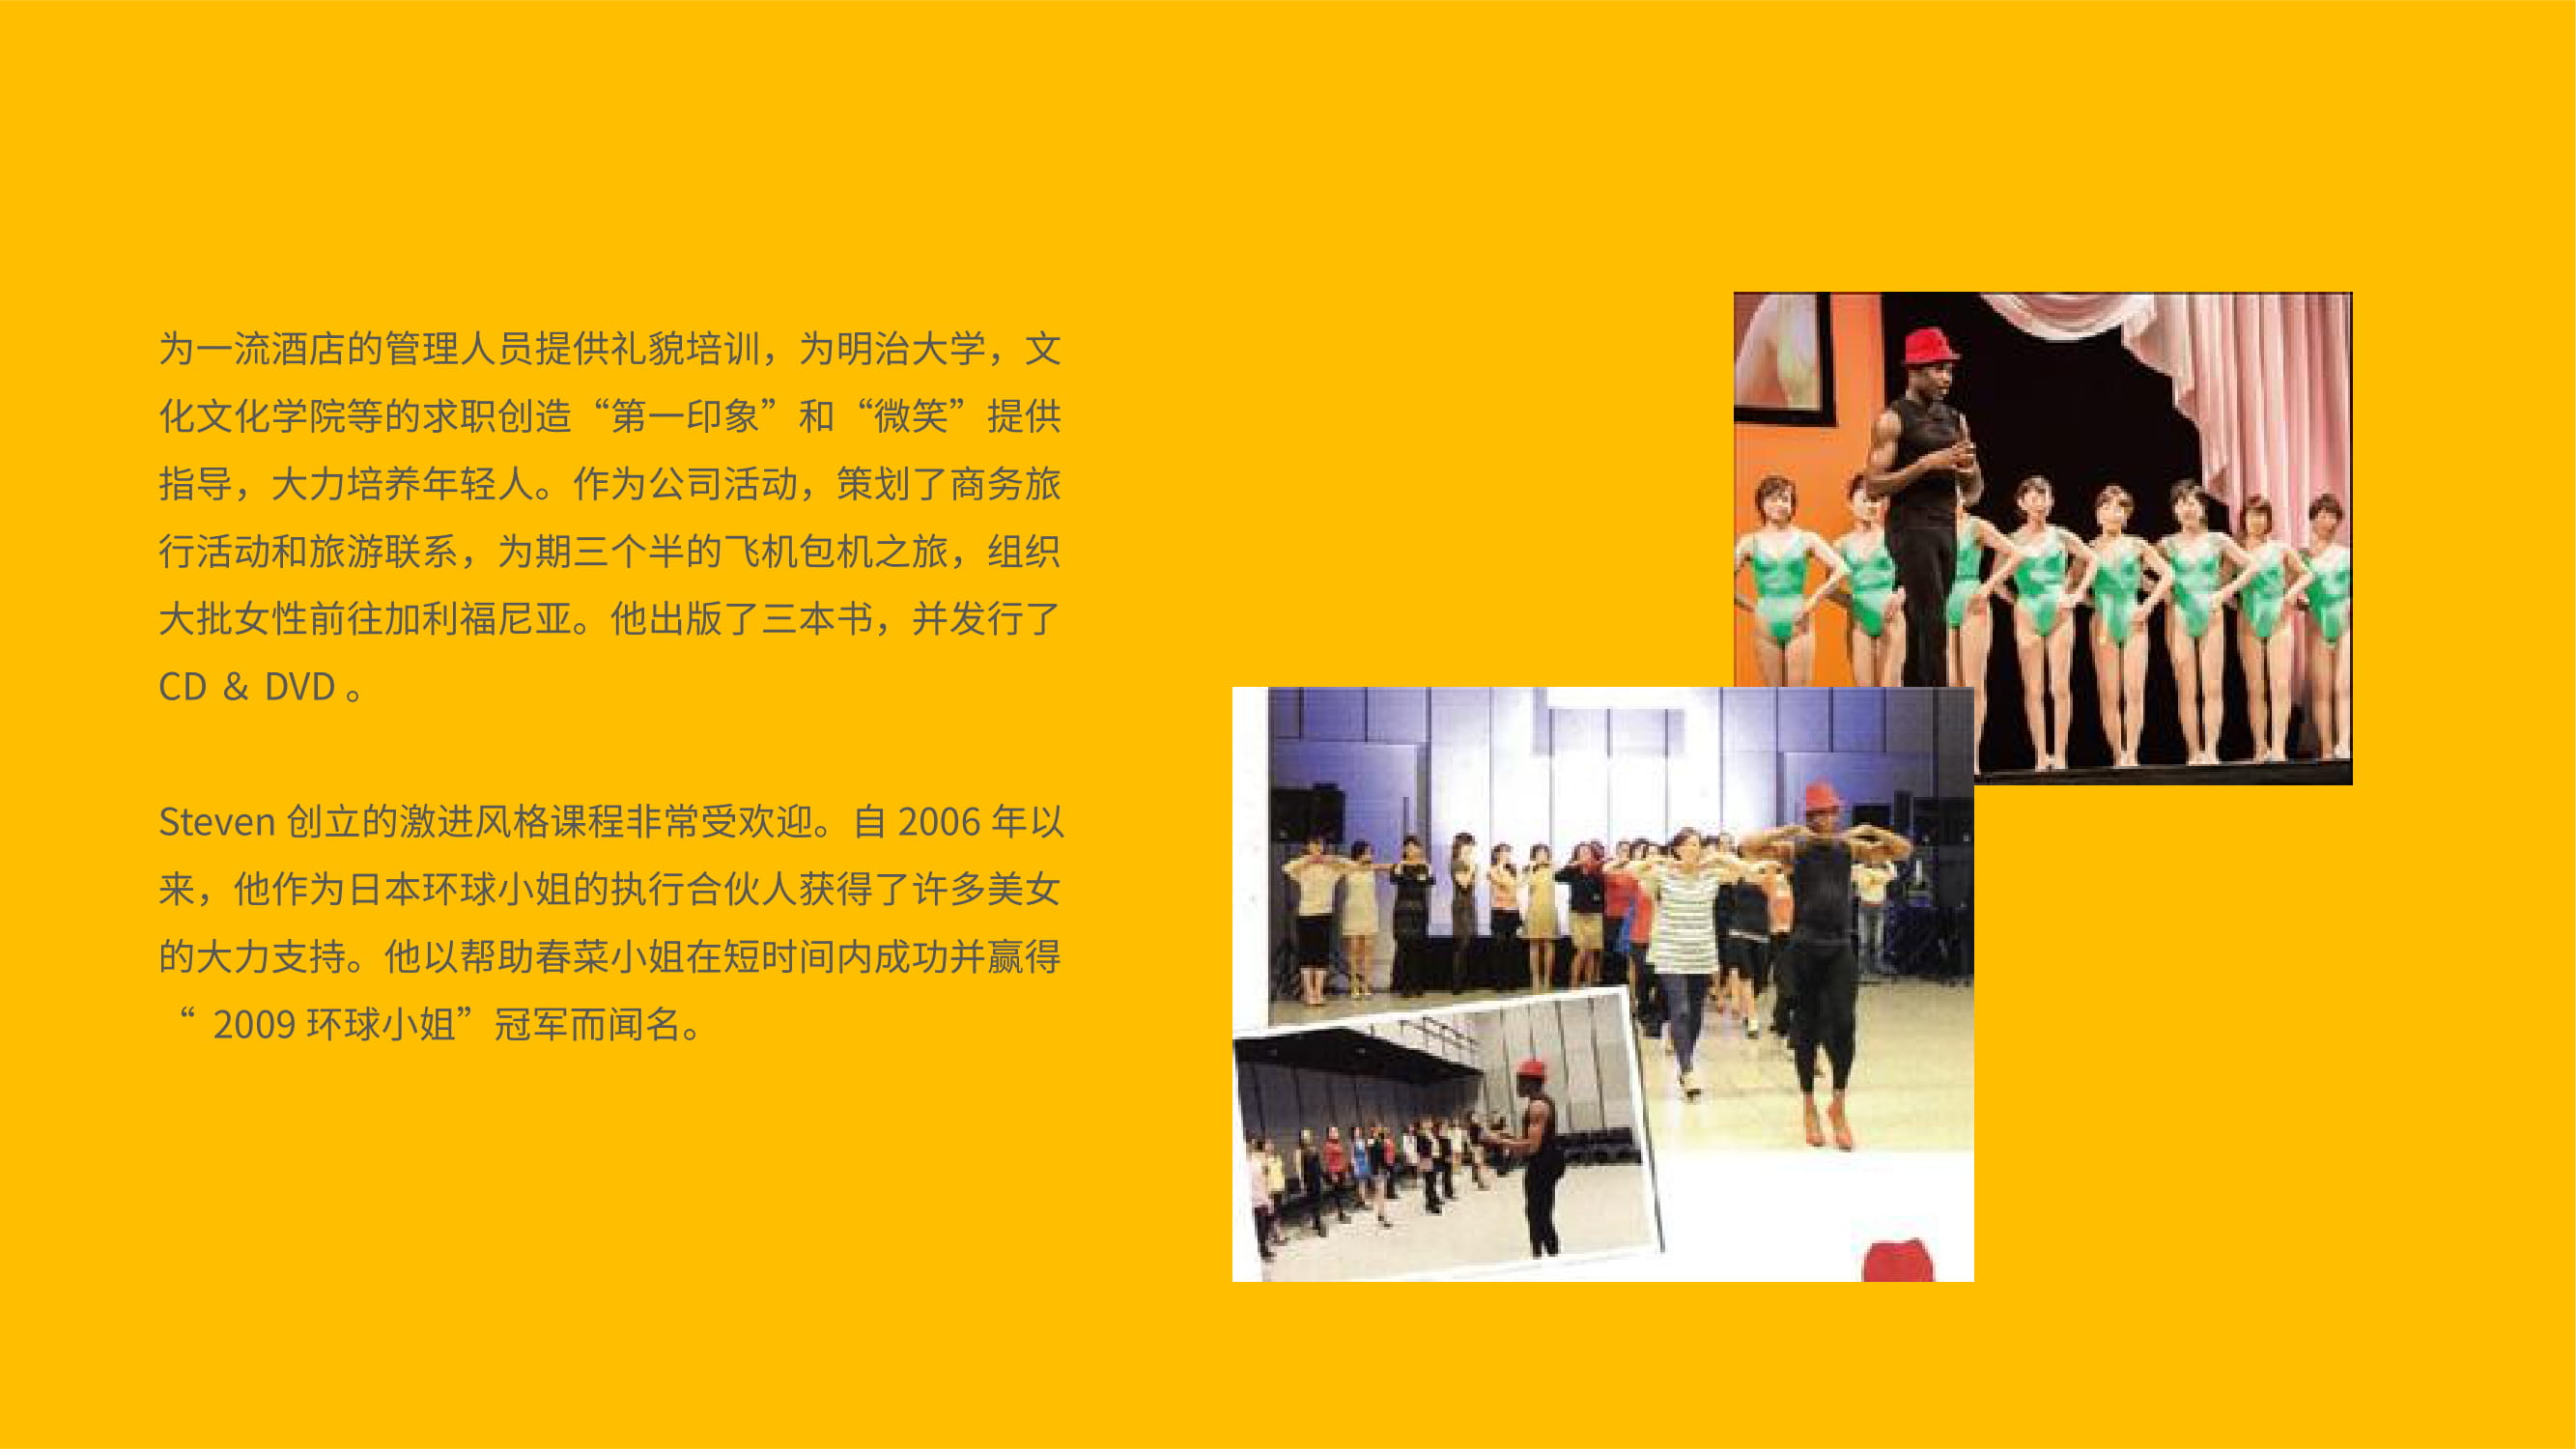 为一流酒店的管理人员提供礼貌培训，为明治大学，文
化文化学院等的求职创造“第一印象”和“微笑”提供
指导，大力培养年轻人。作为公司活动，策划了商务旅
行活动和旅游联系，为期三个半的飞机包机之旅，组织
大批女性前往加利福尼亚。他出版了三本书，并发行了
CD ＆ DVD 。
Steven 创立的激进风格课程非常受欢迎。自 2006 年以
来，他作为日本环球小姐的执行合伙人获得了许多美女
的大力支持。他以帮助春菜小姐在短时间内成功并赢得
“ 2009 环球小姐”冠军而闻名。